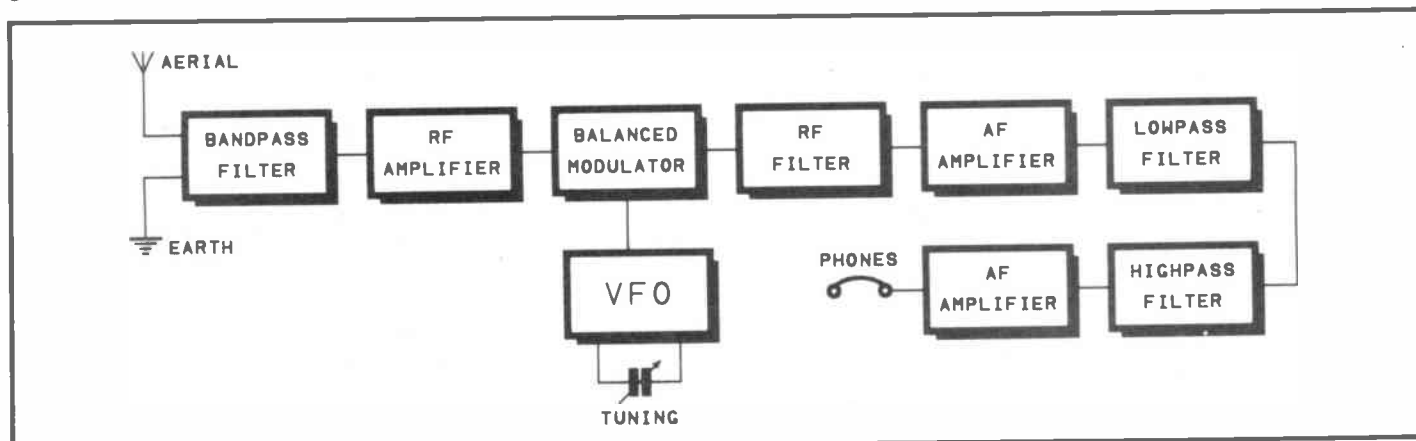 AERIAL
BANDPASS
FILTER
RF
AMPLIFIER
BALANCED
MODULATOR
RF
FILTER
AF
AMPLIFIER
LOWPASS
FILTER
EARTH
VFO
TUNING
PHONES
AF
AMPLIFIER
HIGHPASS
FILTER